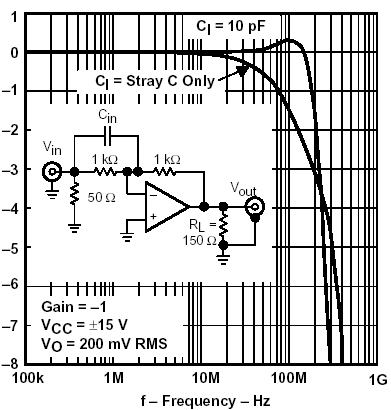 1
0
–1
–2
–3
–4
–5
–6
–7
–8
C_I = 10 pF
C_I = Stray C Only
C_in
V_in
1 kΩ
1 kΩ
50 Ω
–
+
V_out
R_L =
150 Ω
Gain = –1
V_CC = ±15 V
V_O = 200 mV RMS
100k
1M
10M
100M
1G
f – Frequency – Hz